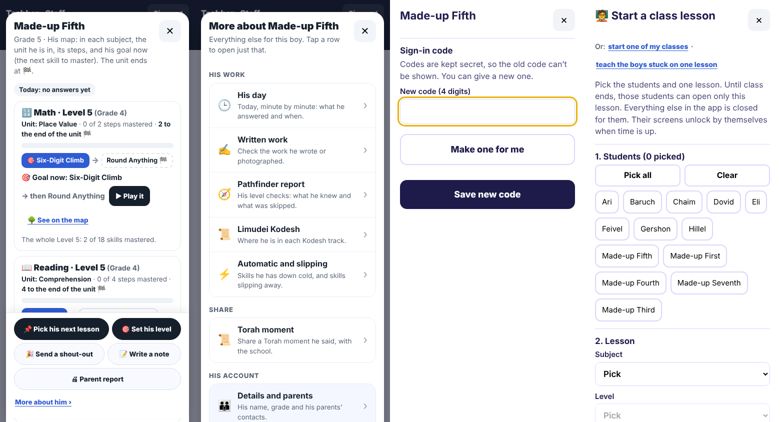 Made-up Fifth
Grade 5 · His map: in each subject, the
unit he is in, its steps, and his goal now
(the next skill to master). The unit ends
at 🏁.
Today: no answers yet
🔢 Math · Level 5 (Grade 4)
Unit: Place Value · 0 of 2 steps mastered · 2 to
the end of the unit 🏁
🎯 Six-Digit Climb → Round Anything 🏁
🎯 Goal now: Six-Digit Climb
→ then Round Anything ▶ Play it
🌳 See on the map
The whole Level 5: 2 of 18 skills mastered.
📖 Reading · Level 5 (Grade 4)
Unit: Comprehension · 0 of 4 steps mastered ·
4 to the end of the unit 🏁
📌 Pick his next lesson 🎯 Set his level
🎉 Send a shout-out 📝 Write a note
🖨 Parent report
More about him ›
More about Made-up Fifth
Everything else for this boy. Tap a row
to open just that.
HIS WORK
His day
Today, minute by minute: what he
answered and when.
Written work
Check the work he wrote or
photographed.
Pathfinder report
His level checks: what he knew and
what was skipped.
Limudei Kodesh
Where he is in each Kodesh track.
Automatic and slipping
Skills he has down cold, and skills
slipping away.
SHARE
Torah moment
Share a Torah moment he said, with
the school.
HIS ACCOUNT
Details and parents
His name, grade and his parents'
contacts.
Made-up Fifth
Sign-in code
Codes are kept secret, so the old code can't
be shown. You can give a new one.
New code (4 digits)
Make one for me
Save new code
🧑‍🏫 Start a class lesson
Or: start one of my classes ·
teach the boys stuck on one lesson
Pick the students and one lesson. Until class
ends, those students can open only this
lesson. Everything else in the app is closed
for them. Their screens unlock by themselves
when time is up.
1. Students (0 picked)
Pick all Clear
Ari Baruch Chaim Dovid Eli
Feivel Gershon Hillel
Made-up Fifth Made-up First
Made-up Fourth Made-up Seventh
Made-up Third
2. Lesson
Subject
Pick
Level
Pick